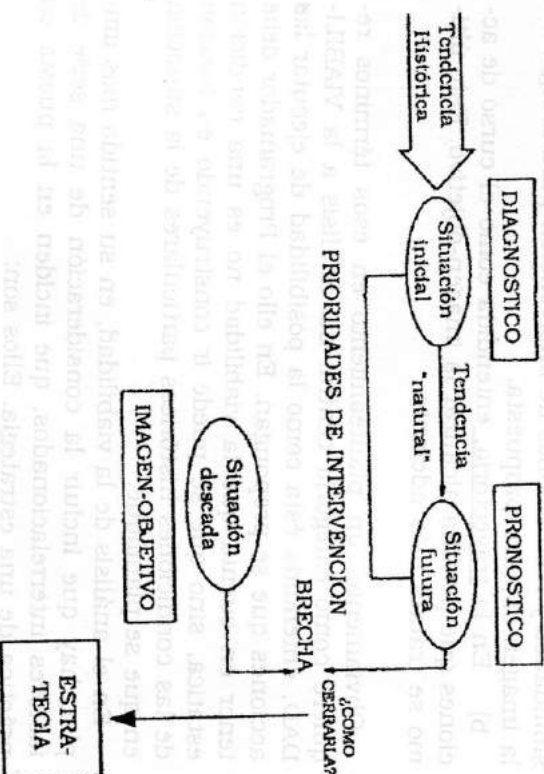 DIAGNOSTICO
PRONOSTICO
Tendencia
Histórica
Situación
inicial
Tendencia
"natural"
Situación
futura
PRIORIDADES DE INTERVENCION
BRECHA
¿COMO
CERRARLA?
Situación
deseada
IMAGEN-OBJETIVO
ESTRA-
TEGIA